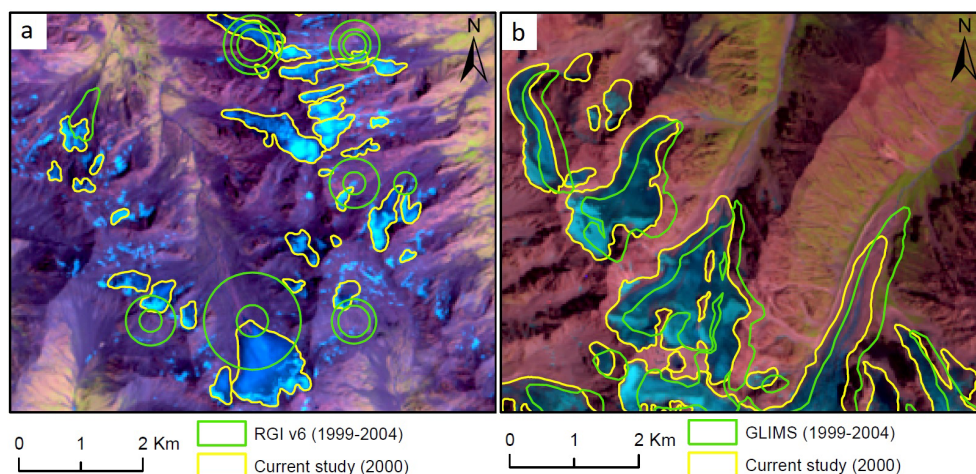 a
N
b
N
0 1 2 Km
RGI v6 (1999-2004)
Current study (2000)
0 1 2 Km
GLIMS (1999-2004)
Current study (2000)